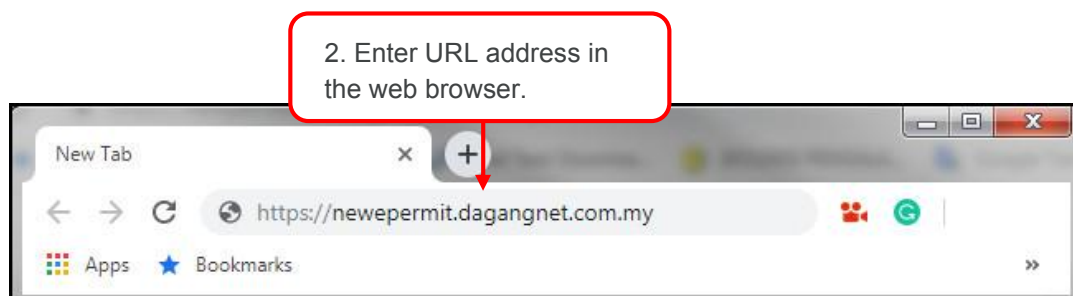 2. Enter URL address in
the web browser.
New Tab
https://newepermit.dagangnet.com.my
Apps
Bookmarks